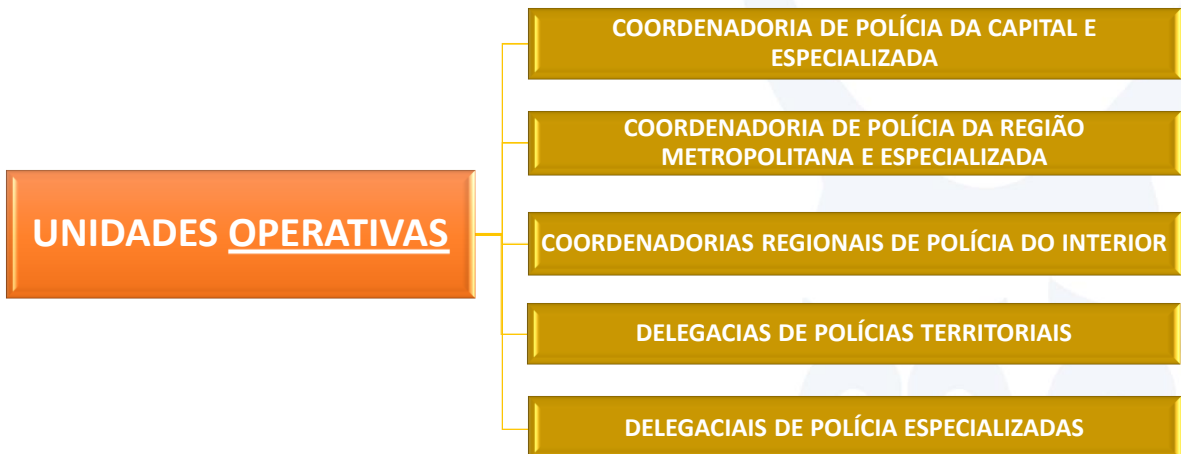 COORDENADORIA DE POLÍCIA DA CAPITAL E
ESPECIALIZADA
COORDENADORIA DE POLÍCIA DA REGIÃO
METROPOLITANA E ESPECIALIZADA
UNIDADES OPERATIVAS
COORDENADORIAS REGIONAIS DE POLÍCIA DO INTERIOR
DELEGACIAS DE POLÍCIAS TERRITORIAIS
DELEGACIAIS DE POLÍCIA ESPECIALIZADAS